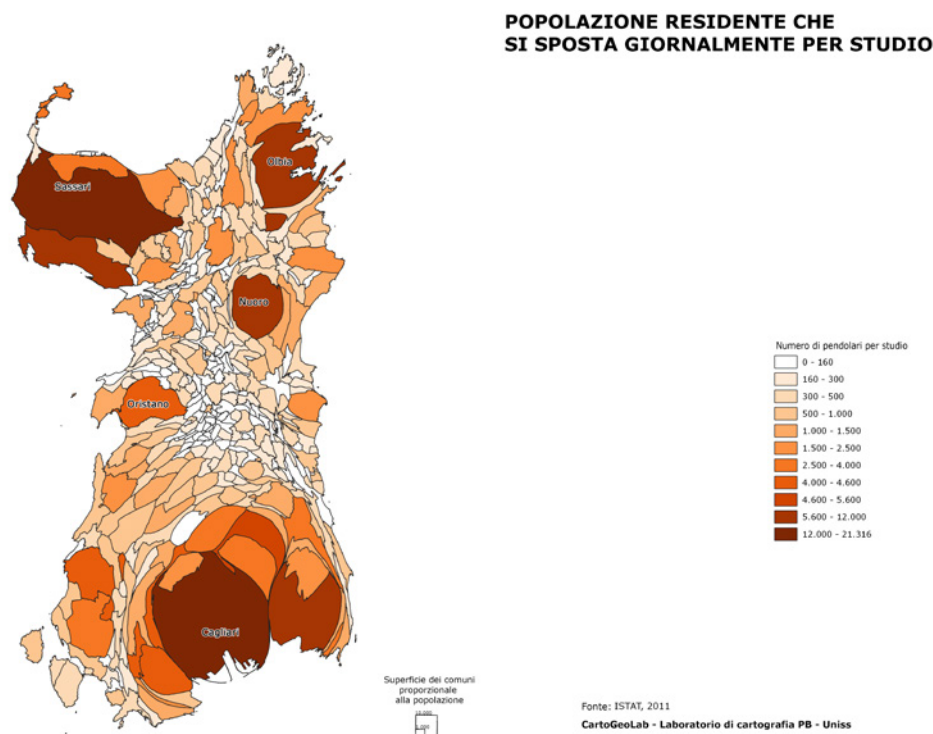 POPOLAZIONE RESIDENTE CHE
SI SPOSTA GIORNALMENTE PER STUDIO
Olbia
Sassari
Nuoro
Oristano
Cagliari
Numero di pendolari per studio
0 - 160
160 - 300
300 - 500
500 - 1.000
1.000 - 1.500
1.500 - 2.500
2.500 - 4.000
4.000 - 4.600
4.600 - 5.600
5.600 - 12.000
12.000 - 21.316
Superficie dei comuni
proporzionale
alla popolazione
10.000
Fonte: ISTAT, 2011
CartoGeoLab - Laboratorio di cartografia PB - Uniss